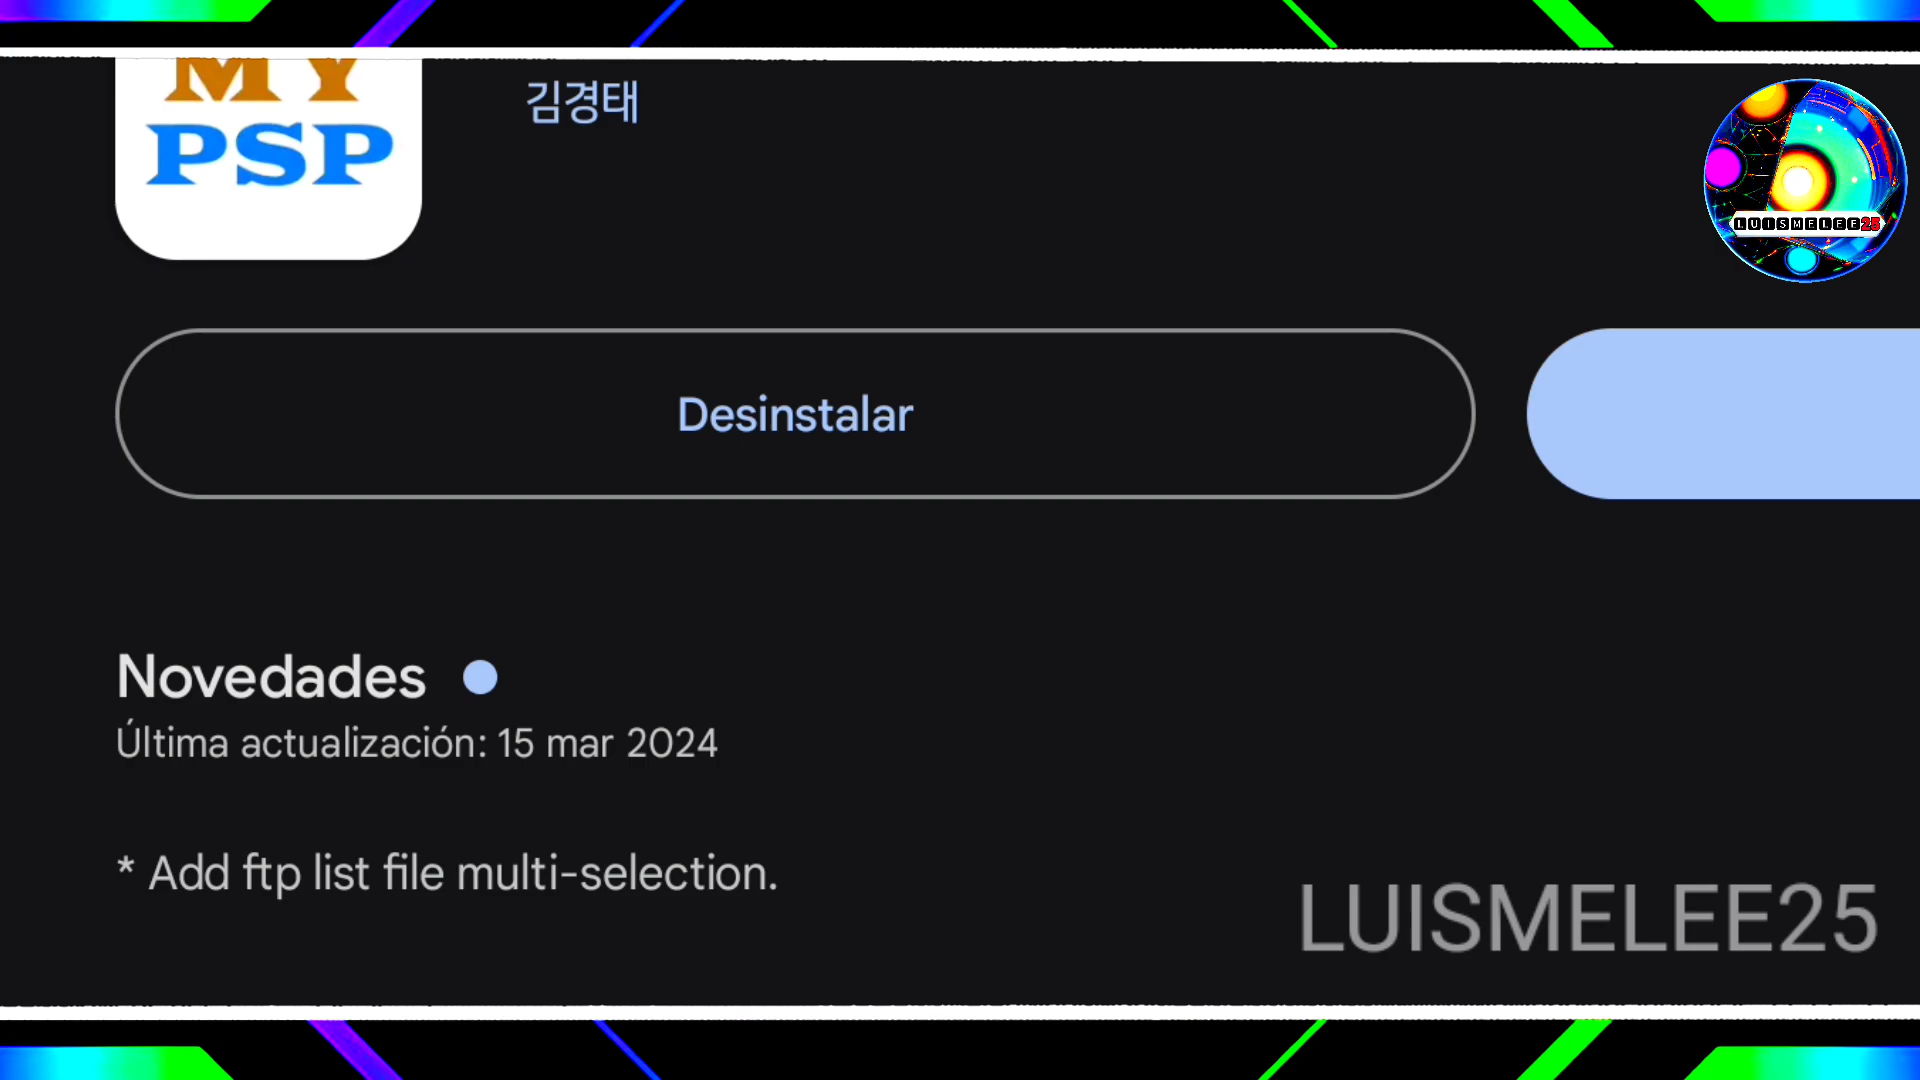 MY
PSP
김경태
LUISMELEE25
Desinstalar
Novedades
Última actualización: 15 mar 2024
* Add ftp list file multi-selection.
LUISMELEE25